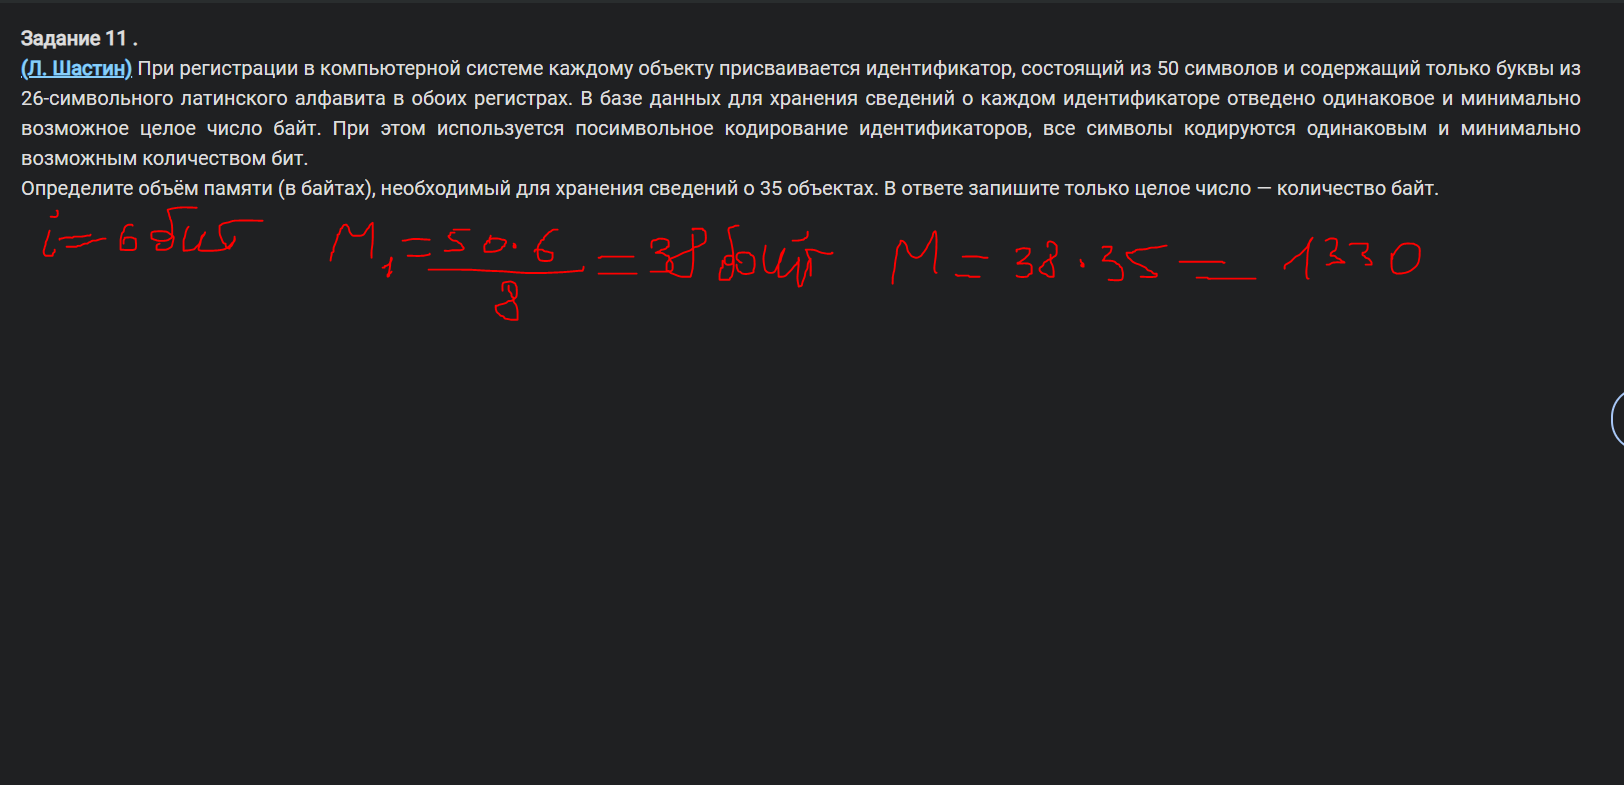 Задание 11 .
(Л. Шастин) При регистрации в компьютерной системе каждому объекту присваивается идентификатор, состоящий из 50 символов и содержащий только буквы из
26-символьного латинского алфавита в обоих регистрах. В базе данных для хранения сведений о каждом идентификаторе отведено одинаковое и минимально
возможное целое число байт. При этом используется посимвольное кодирование идентификаторов, все символы кодируются одинаковым и минимально
возможным количеством бит.
Определите объём памяти (в байтах), необходимый для хранения сведений о 35 объектах. В ответе запишите только целое число — количество байт.
i = 6 бит M1 = 50·6 / 8 = 38 байт M = 38·35 = 1330